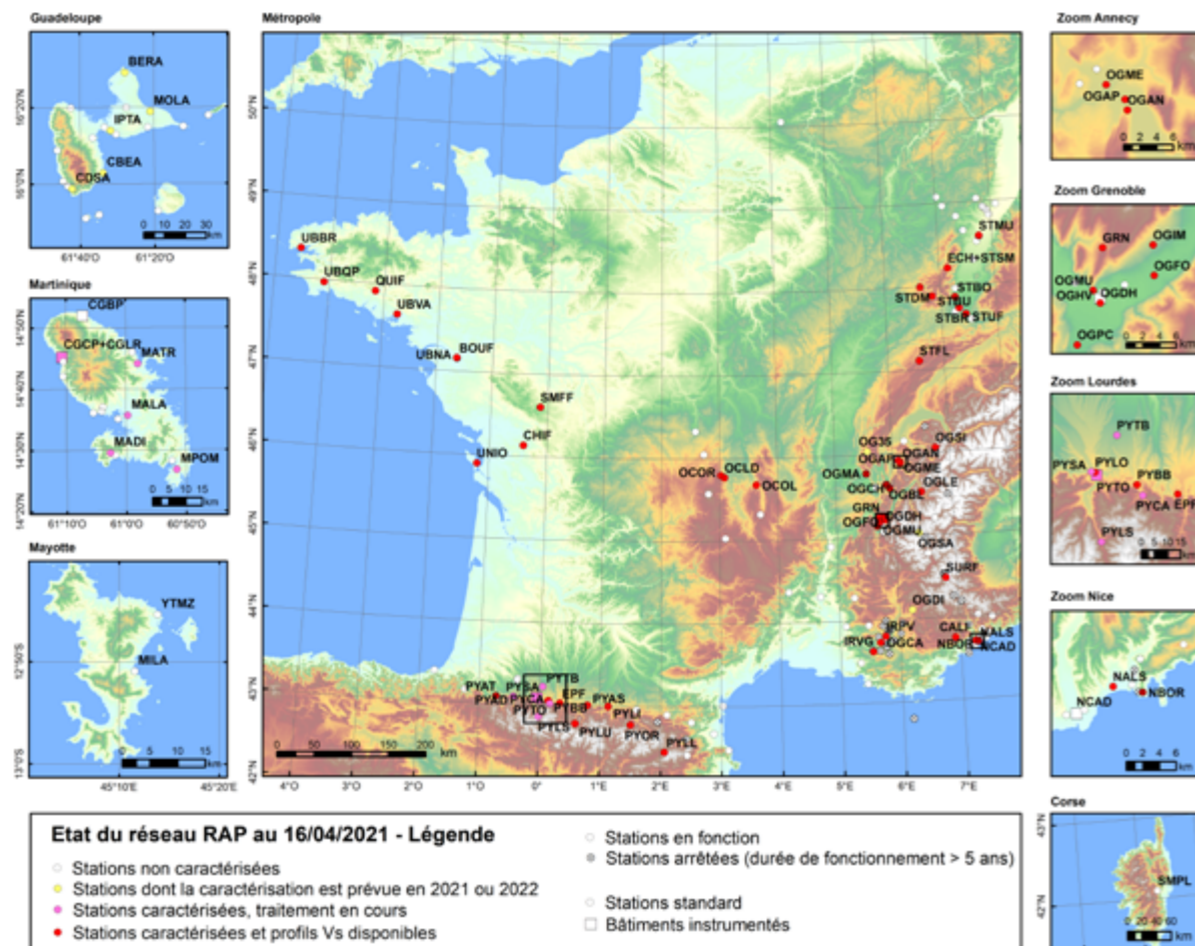 Guadeloupe
BERA
MOLA
IPTA
CBEA
CDSA
16°20
16°0
0 10 20 30
km
61°40'O 61°20'O
Martinique
CGBP
CGCP+CGLR
MATR
MALA
MADI
MPOM
14°50
14°40
14°30
14°20
0 5 10 15
km
61°10'O 61°0'O 60°50'O
Mayotte
YTMZ
MILA
12°50
13°0
0 5 10 15
km
45°10'E 45°20'E
Métropole
50°N
49°N
48°N
47°N
46°N
45°N
44°N
43°N
42°N
UBBR
UBQP
QUIF
UBVA
UBNA
BOUF
SMFF
CHIF
UNIO
STMU
ECH+STSM
STDM
STBO
STBU
STBR
STUF
STFL
OCOR
OCLD
OCOL
OG35
OGSI
OGAP
OGAN
OGMA
OGME
OGCH
OGLE
OGBL
GRN
OGDH
OGFO
OGMU
OGSA
SURF
OGDI
IRPV
IRVG
OGCA
CALF
NALS
NBOR
NCAD
PYAT
PYSA
PYTB
PYAD
PYCA
EPF
PYAS
PYTO
PYBB
PYLI
PYLS
PYLU
PYOR
PYLL
0 50 100 150 200
km
4°O 3°O 2°O 1°O 0° 1°E 2°E 3°E 4°E 5°E 6°E 7°E
Zoom Annecy
OGME
OGAP
OGAN
0 2 4 6
km
Zoom Grenoble
GRN
OGIM
OGFO
OGMU
OGHV
OGDH
OGPC
0 2 4 6
km
Zoom Lourdes
PYTB
PYSA
PYLO
PYBB
PYTO
PYCA
EPF
PYLS
0 5 10 15
km
Zoom Nice
NALS
NBOR
NCAD
0 2 4 6
km
Corse
SMPL
43°N
42°N
0 20 40 60
km
Etat du réseau RAP au 16/04/2021 - Légende
Stations non caractérisées
Stations dont la caractérisation est prévue en 2021 ou 2022
Stations caractérisées, traitement en cours
Stations caractérisées et profils Vs disponibles
Stations en fonction
Stations arrêtées (durée de fonctionnement > 5 ans)
Stations standard
Bâtiments instrumentés